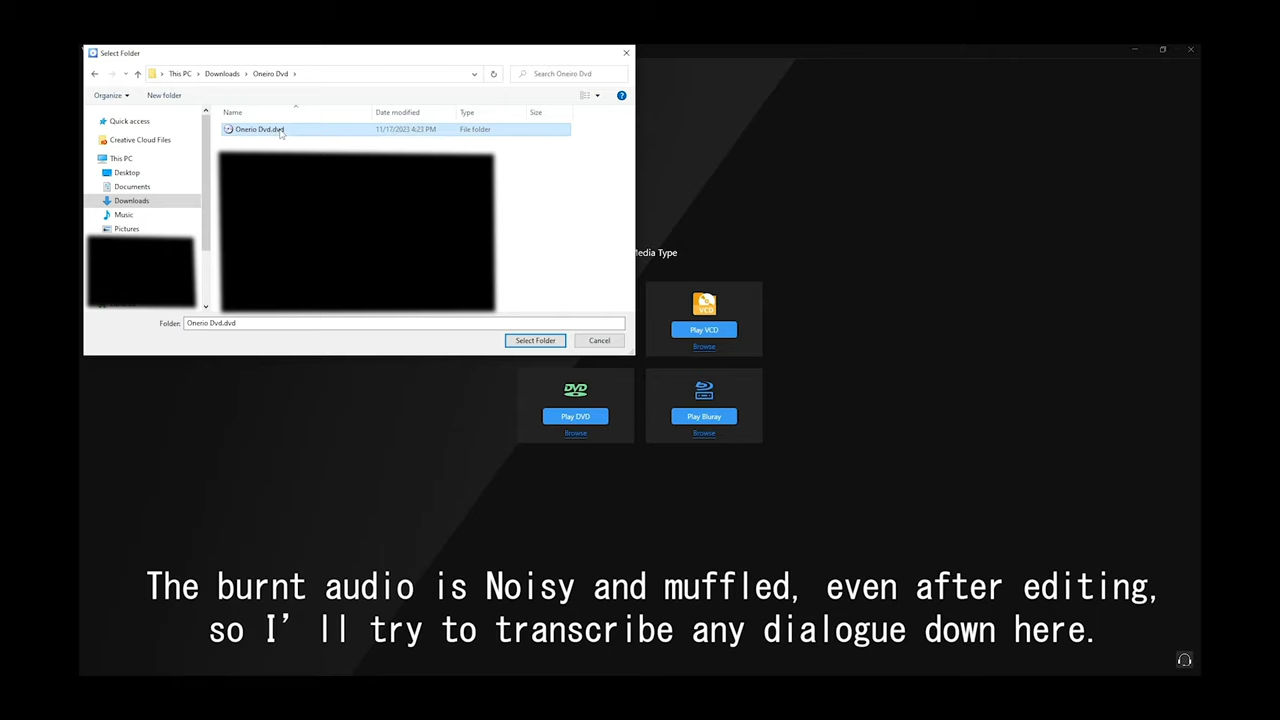 Select Folder
This PC > Downloads > Oneiro Dvd >
Search Oneiro Dvd
Organize
New folder
Name
Date modified
Type
Size
Onerio Dvd.dvd
11/17/2023 4:23 PM
File folder
Quick access
Creative Cloud Files
This PC
Desktop
Documents
Downloads
Music
Pictures
Folder:
Onerio Dvd.dvd
Select Folder
Cancel
Media Type
VCD
Play VCD
Browse
DVD
Play DVD
Browse
Play Bluray
Browse
The burnt audio is Noisy and muffled, even after editing,
so I'll try to transcribe any dialogue down here.